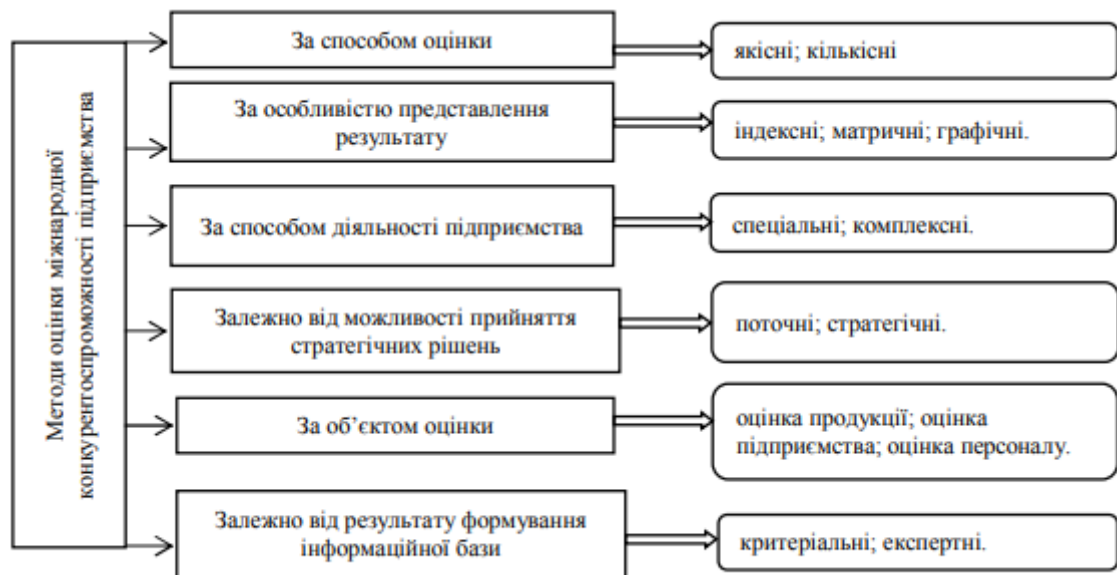 Методи оцінки міжнародної
конкурентоспроможності підприємства
За способом оцінки
якісні; кількісні
За особливістю представлення
результату
індексні; матричні; графічні.
За способом діяльності підприємства
спеціальні; комплексні.
Залежно від можливості прийняття
стратегічних рішень
поточні; стратегічні.
За об’єктом оцінки
оцінка продукції; оцінка
підприємства; оцінка персоналу.
Залежно від результату формування
інформаційної бази
критеріальні; експертні.